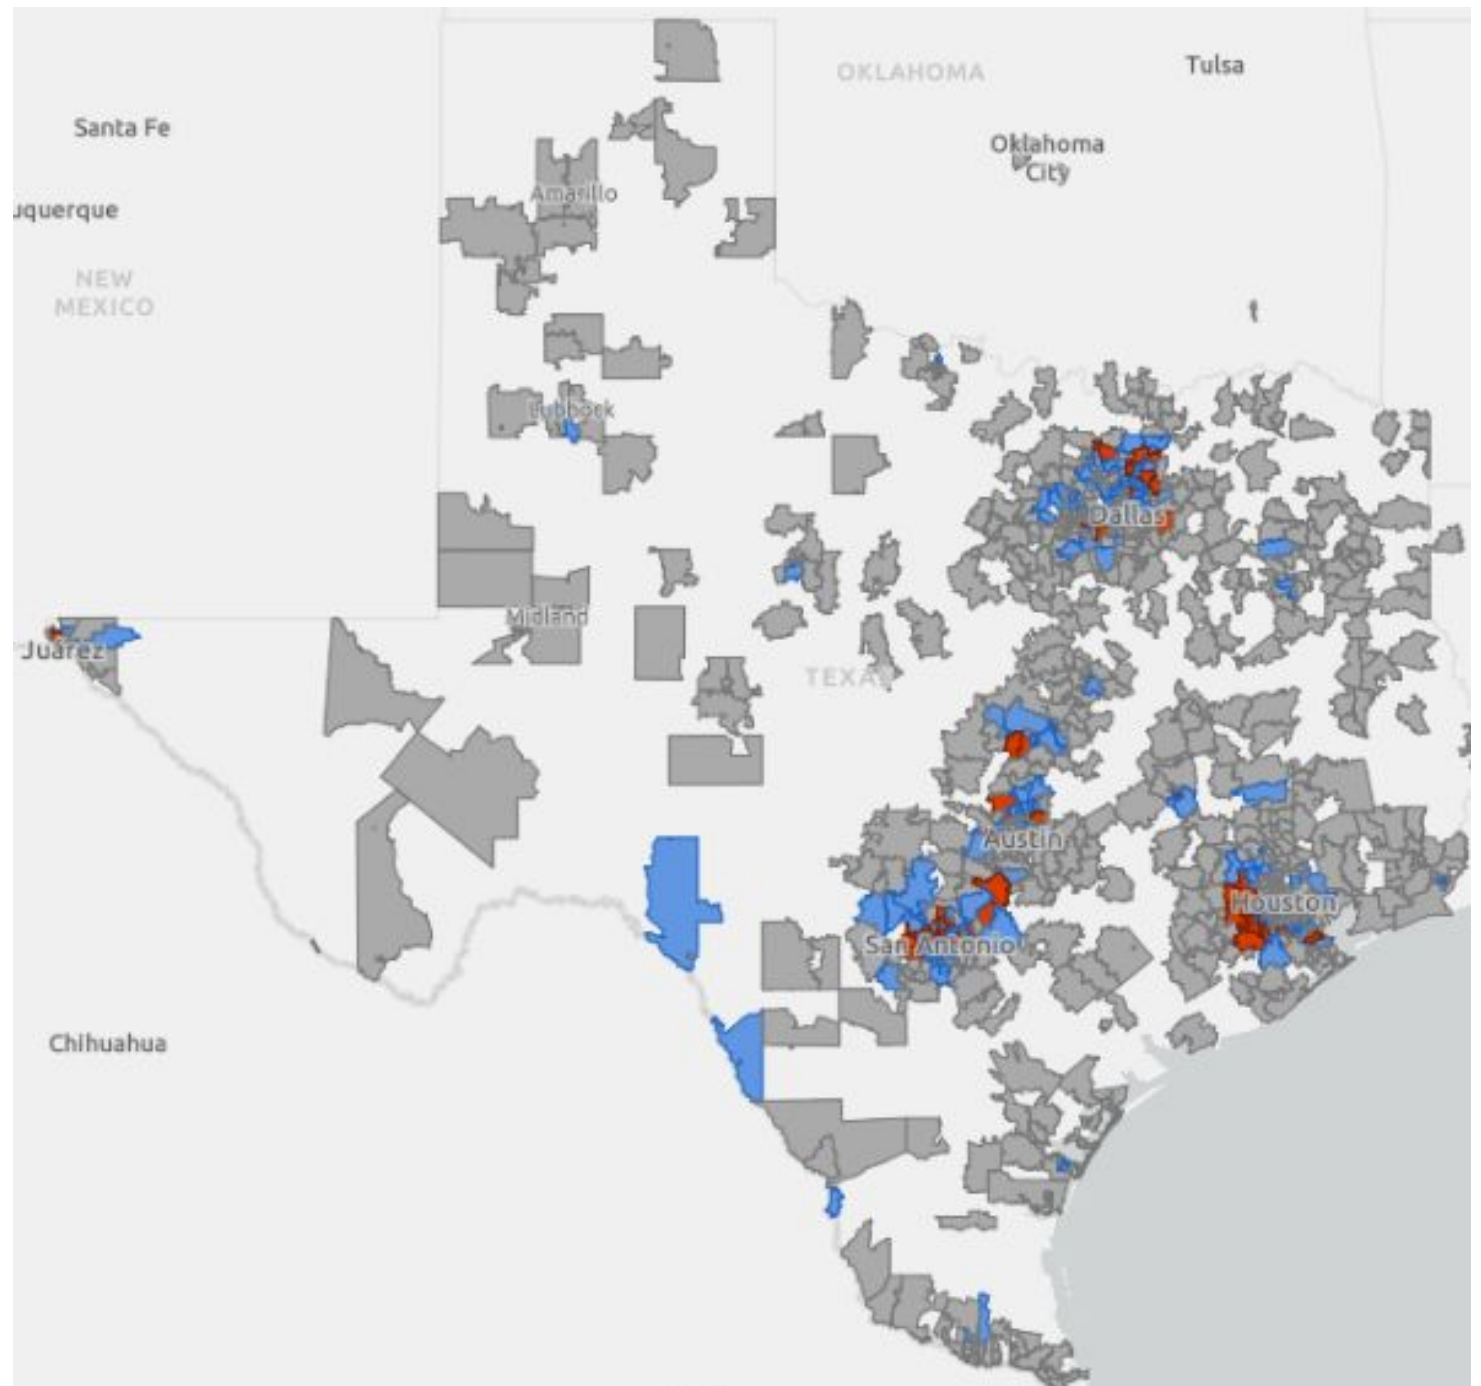 OKLAHOMA
Tulsa
Santa Fe
Oklahoma
City
Amarillo
uquerque
NEW
MEXICO
Lubbock
Dallas
Midland
Juárez
TEXAS
Austin
Houston
San Antonio
Chihuahua